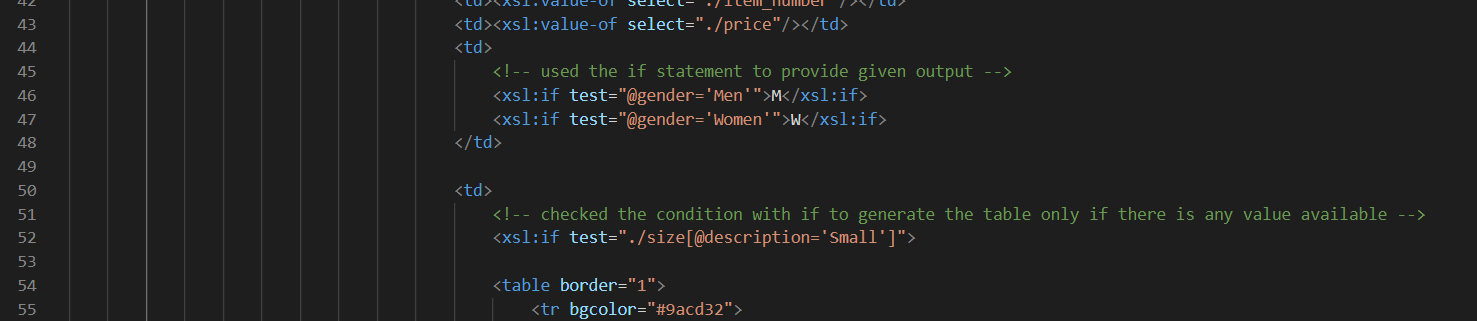 42 <td><xsl:value-of select="./item_number"/></td>
43 <td><xsl:value-of select="./price"/></td>
44 <td>
45 <!-- used the if statement to provide given output -->
46 <xsl:if test="@gender='Men'">M</xsl:if>
47 <xsl:if test="@gender='Women'">W</xsl:if>
48 </td>
49
50 <td>
51 <!-- checked the condition with if to generate the table only if there is any value available -->
52 <xsl:if test="./size[@description='Small']">
53
54 <table border="1">
55 <tr bgcolor="#9acd32">